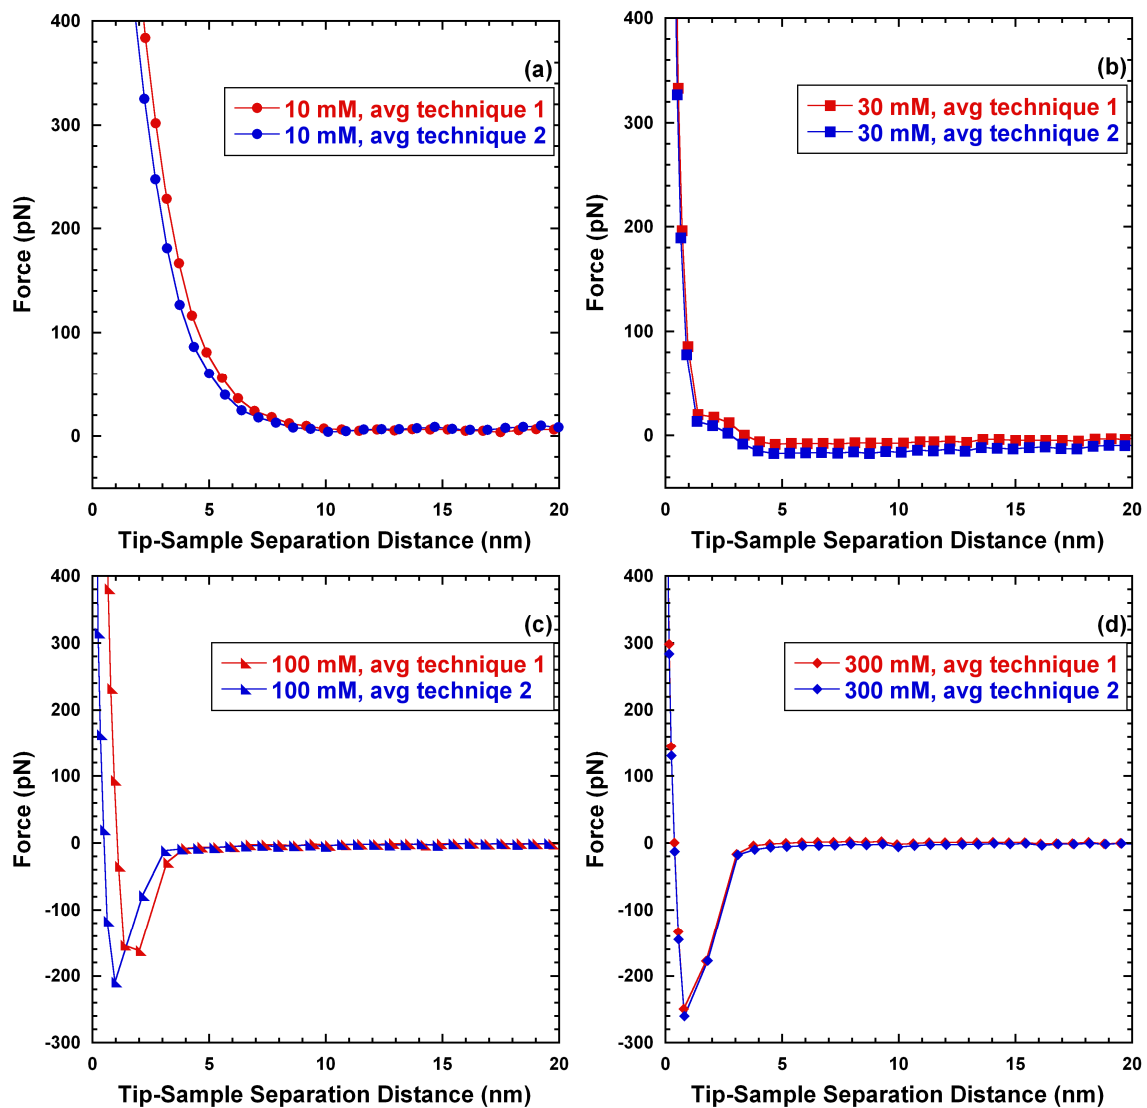 (a)
10 mM, avg technique 1
10 mM, avg technique 2
400
300
200
100
0
Force (pN)
0 5 10 15 20
Tip-Sample Separation Distance (nm)
(b)
30 mM, avg technique 1
30 mM, avg technique 2
400
300
200
100
0
Force (pN)
0 5 10 15 20
Tip-Sample Separation Distance (nm)
(c)
100 mM, avg technique 1
100 mM, avg techniqe 2
400
300
200
100
0
-100
-200
-300
Force (pN)
0 5 10 15 20
Tip-Sample Separation Distance (nm)
(d)
300 mM, avg technique 1
300 mM, avg technique 2
400
300
200
100
0
-100
-200
-300
Force (pN)
0 5 10 15 20
Tip-Sample Separation Distance (nm)